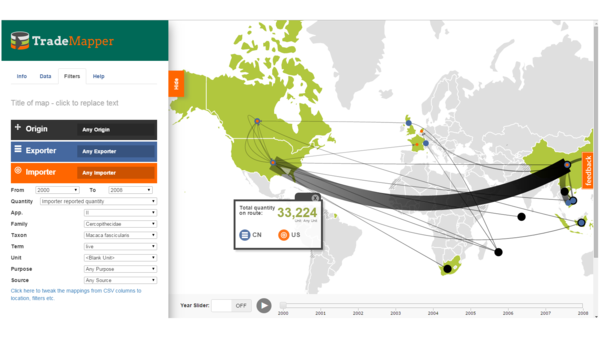 TradeMapper
Info Data Filters Help
Hide
Title of map - click to replace text
Origin Any Origin
Exporter Any Exporter
Importer Any Importer
From 2000 To 2000
Quantity Importer reported quantity
App. II
Family Cercopithecidae
Taxon Macaca fascicularis
Term live
Unit <Blank Unit>
Purpose Any Purpose
Source Any Source
Click here to tweak the mappings from CSV columns to
location, filters etc
Total quantity
on route:
33,224
CN US
feedback
Year Slider: OFF
2000 2001 2002 2003 2004 2005 2006 2007 2008